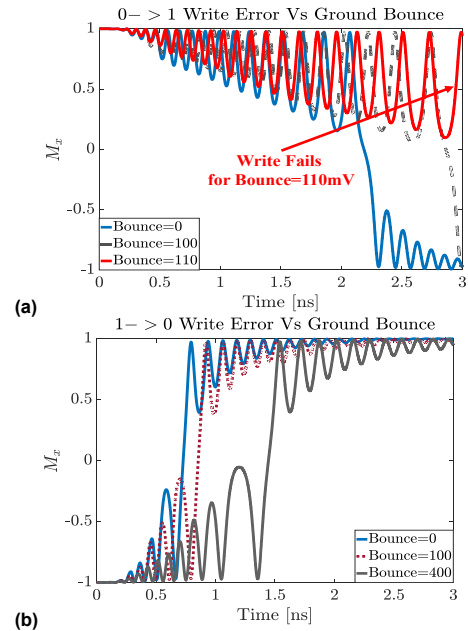 0− > 1 Write Error Vs Ground Bounce
1
0.5
0
-0.5
-1
M_x
Write Fails
for Bounce=110mV
Bounce=0
Bounce=100
Bounce=110
0 0.5 1 1.5 2 2.5 3
Time [ns]
(a)
1− > 0 Write Error Vs Ground Bounce
1
0.5
0
-0.5
-1
M_x
Bounce=0
Bounce=100
Bounce=400
0 0.5 1 1.5 2 2.5 3
Time [ns]
(b)